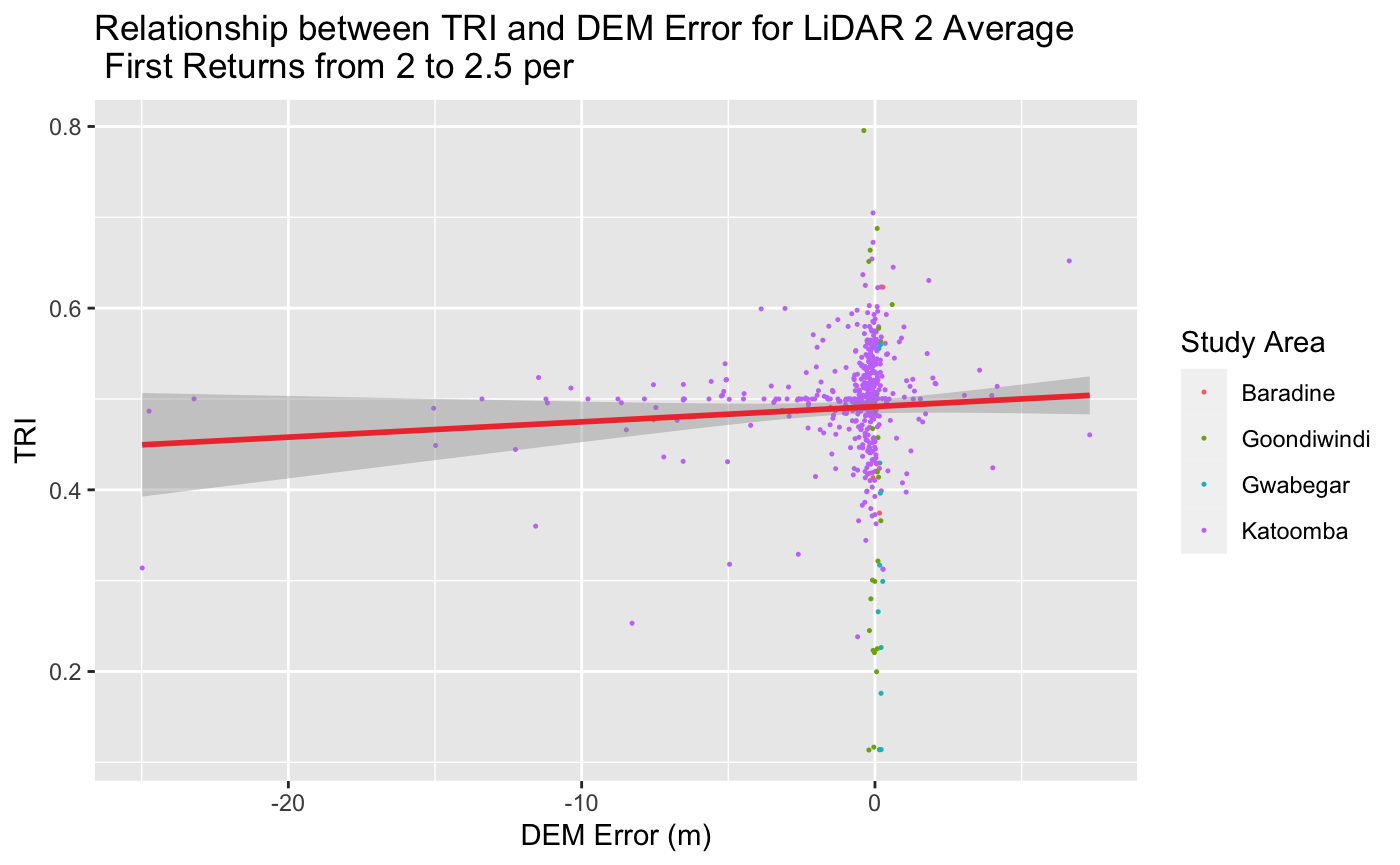 Relationship between TRI and DEM Error for LiDAR 2 Average
First Returns from 2 to 2.5 per
0.8
0.6
0.4
0.2
TRI
-20
-10
0
DEM Error (m)
Study Area
Baradine
Goondiwindi
Gwabegar
Katoomba